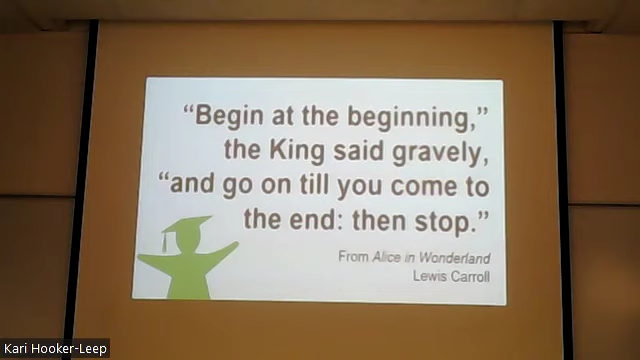 “Begin at the beginning,”
the King said gravely,
“and go on till you come to
the end: then stop.”
From Alice in Wonderland
Lewis Carroll
Kari Hooker-Leep